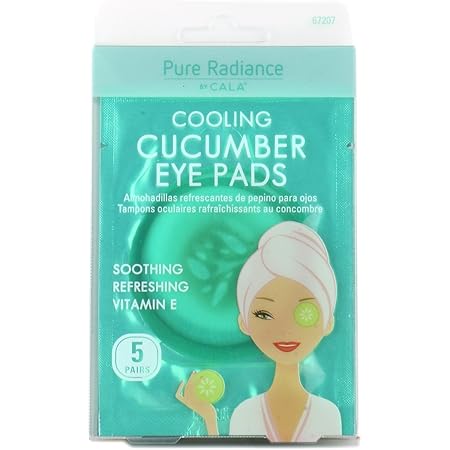 67207
Pure Radiance
BY CALA®
COOLING
CUCUMBER
EYE PADS
Almohadillas refrescantes de pepino para ojos
Tampons oculaires rafraîchissants au concombre
SOOTHING
REFRESHING
VITAMIN E
5
PAIRS